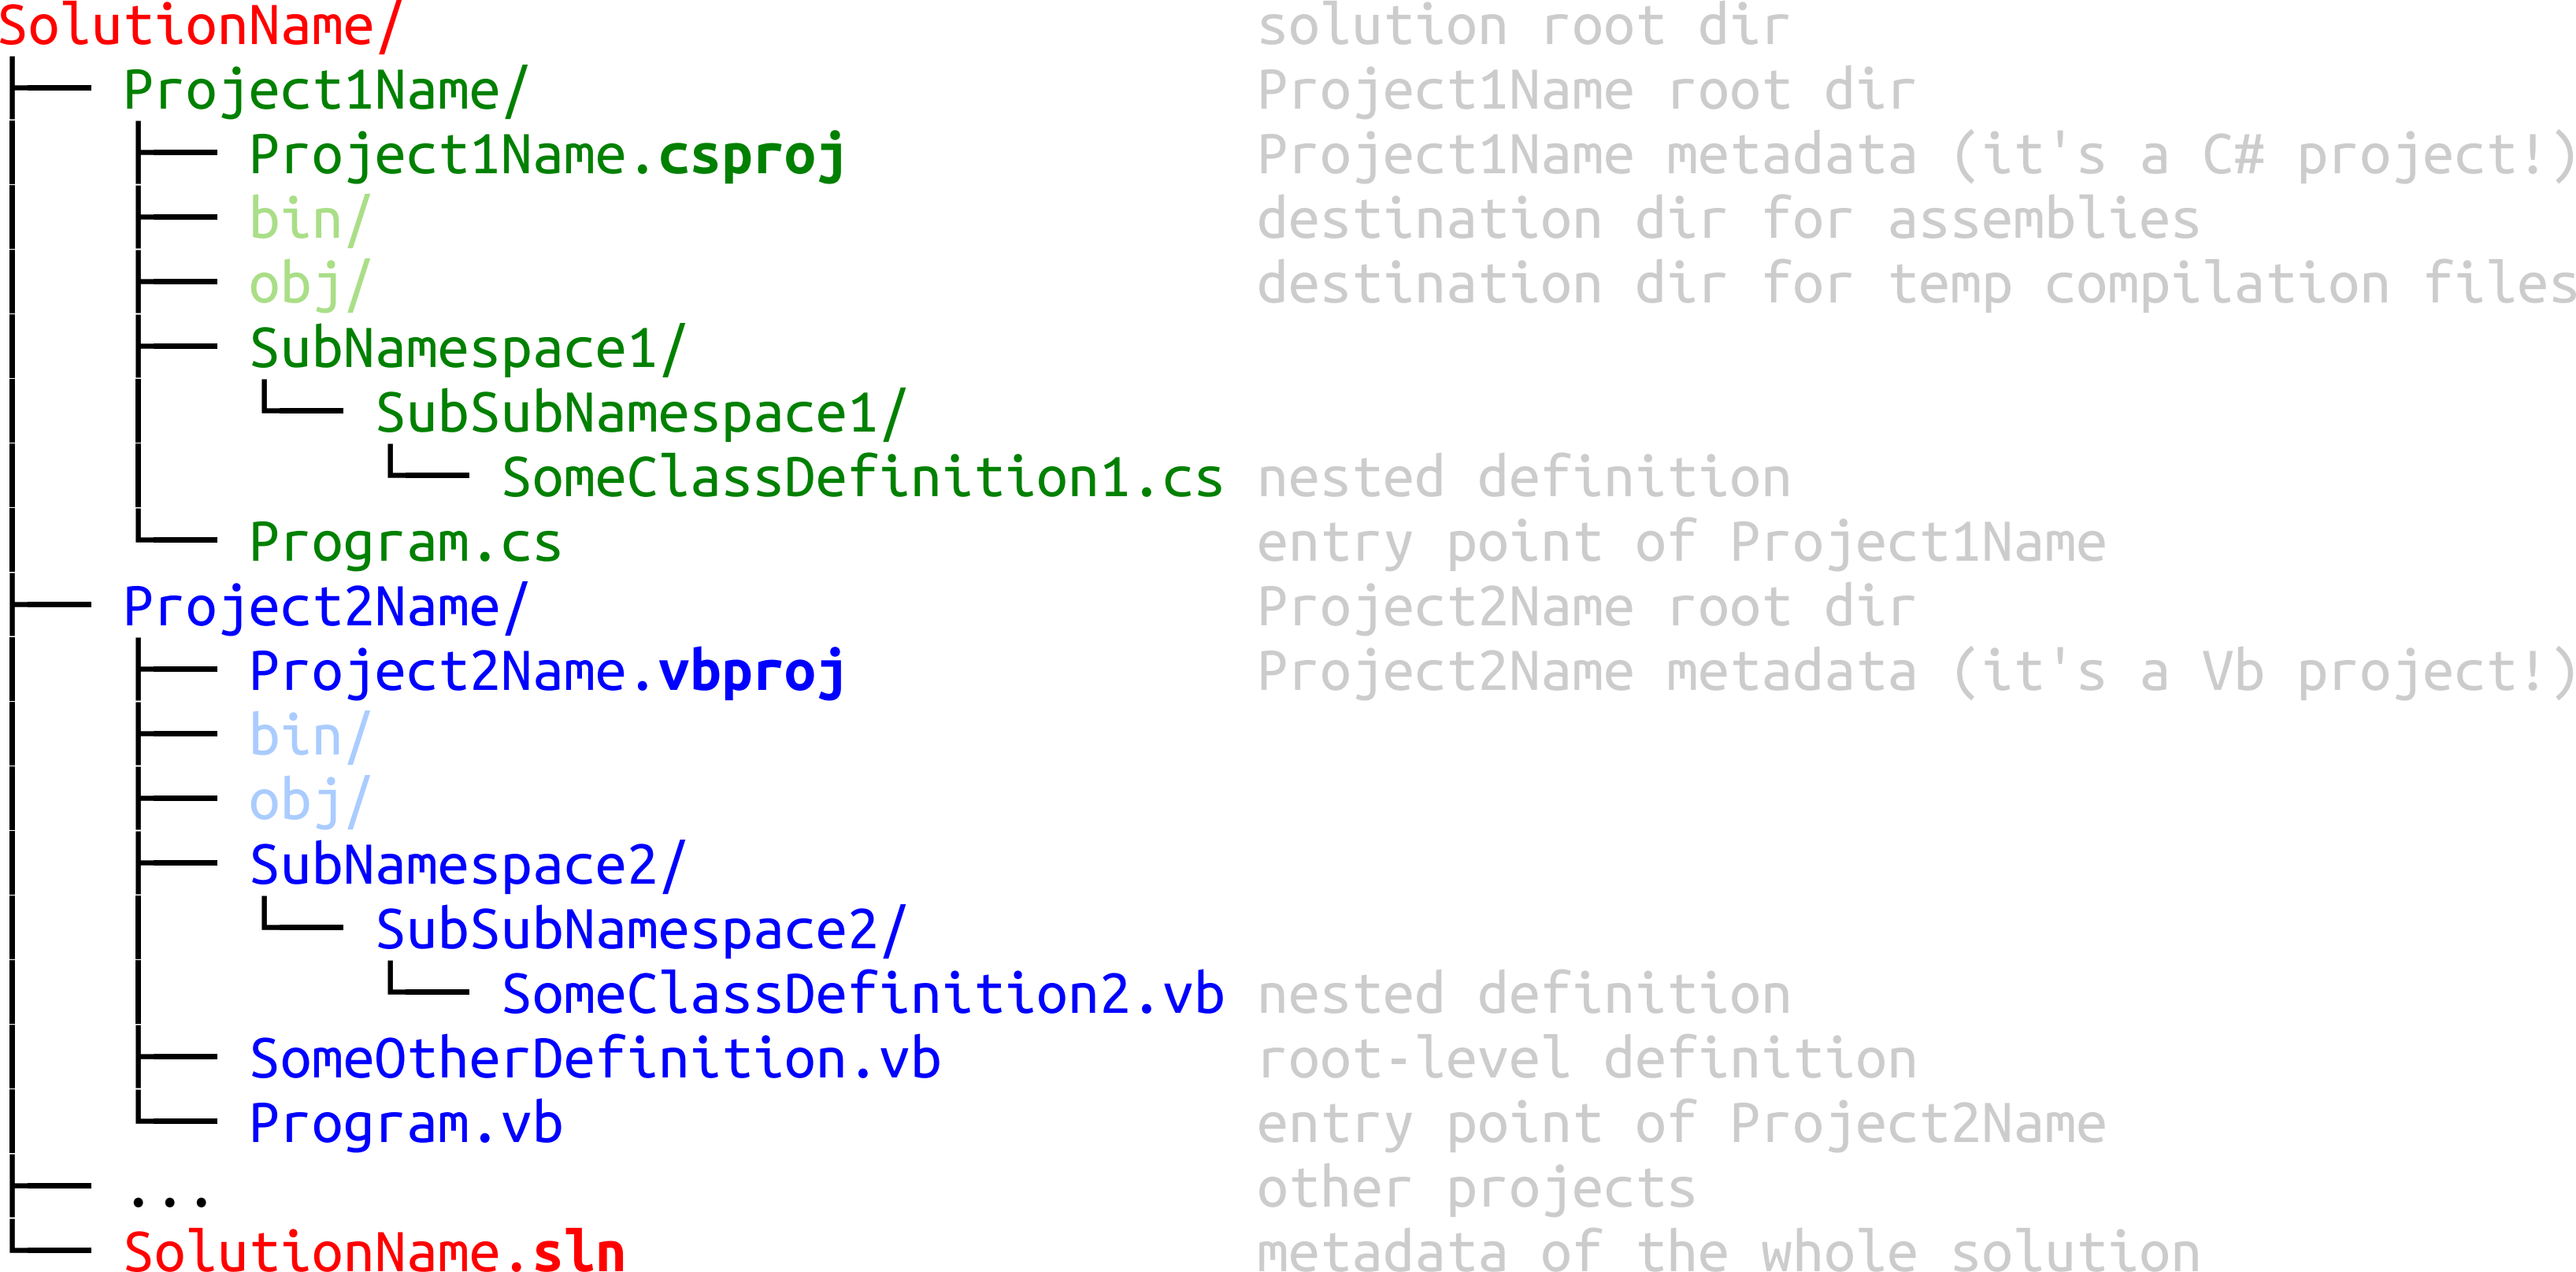 SolutionName/ solution root dir
├── Project1Name/ Project1Name root dir
│   ├── Project1Name.csproj Project1Name metadata (it's a C# project!)
│   ├── bin/ destination dir for assemblies
│   ├── obj/ destination dir for temp compilation files
│   ├── SubNamespace1/
│   │   └── SubSubNamespace1/
│   │       └── SomeClassDefinition1.cs nested definition
│   └── Program.cs entry point of Project1Name
├── Project2Name/ Project2Name root dir
│   ├── Project2Name.vbproj Project2Name metadata (it's a Vb project!)
│   ├── bin/
│   ├── obj/
│   ├── SubNamespace2/
│   │   └── SubSubNamespace2/
│   │       └── SomeClassDefinition2.vb nested definition
│   ├── SomeOtherDefinition.vb root-level definition
│   └── Program.vb entry point of Project2Name
├── ... other projects
└── SolutionName.sln metadata of the whole solution